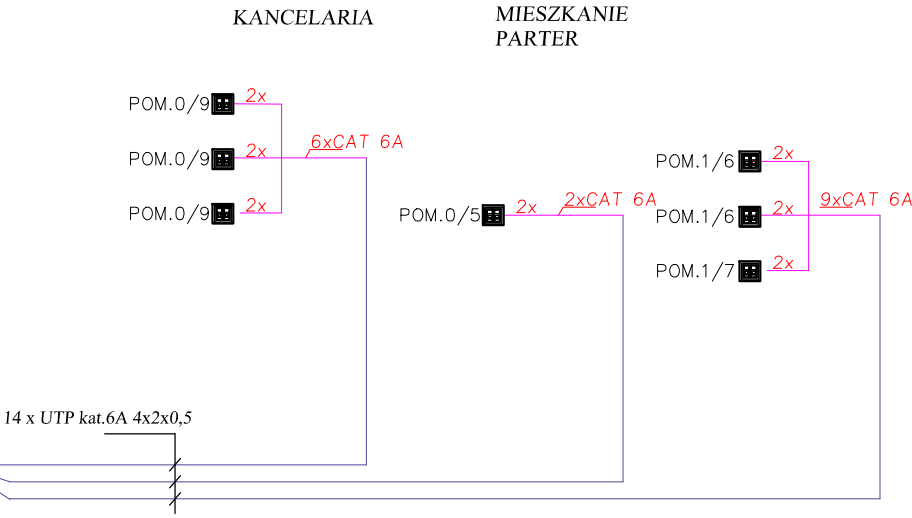 KANCELARIA
MIESZKANIE
PARTER
POM.0/9 2x
POM.0/9 2x
6xCAT 6A
POM.0/9 2x
POM.0/5 2x
2xCAT 6A
POM.1/6 2x
POM.1/6 2x
9xCAT 6A
POM.1/7 2x
14 x UTP kat.6A 4x2x0,5